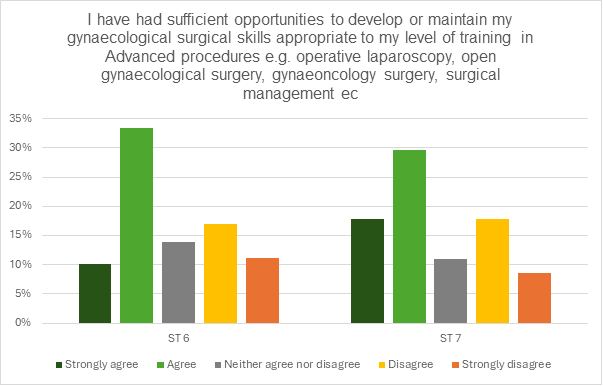 I have had sufficient opportunities to develop or maintain my
gynaecological surgical skills appropriate to my level of training in
Advanced procedures e.g. operative laparoscopy, open
gynaecological surgery, gynaeoncology surgery, surgical
management ec
35%
30%
25%
20%
15%
10%
5%
0%
ST 6 ST 7
Strongly agree Agree Neither agree nor disagree Disagree Strongly disagree